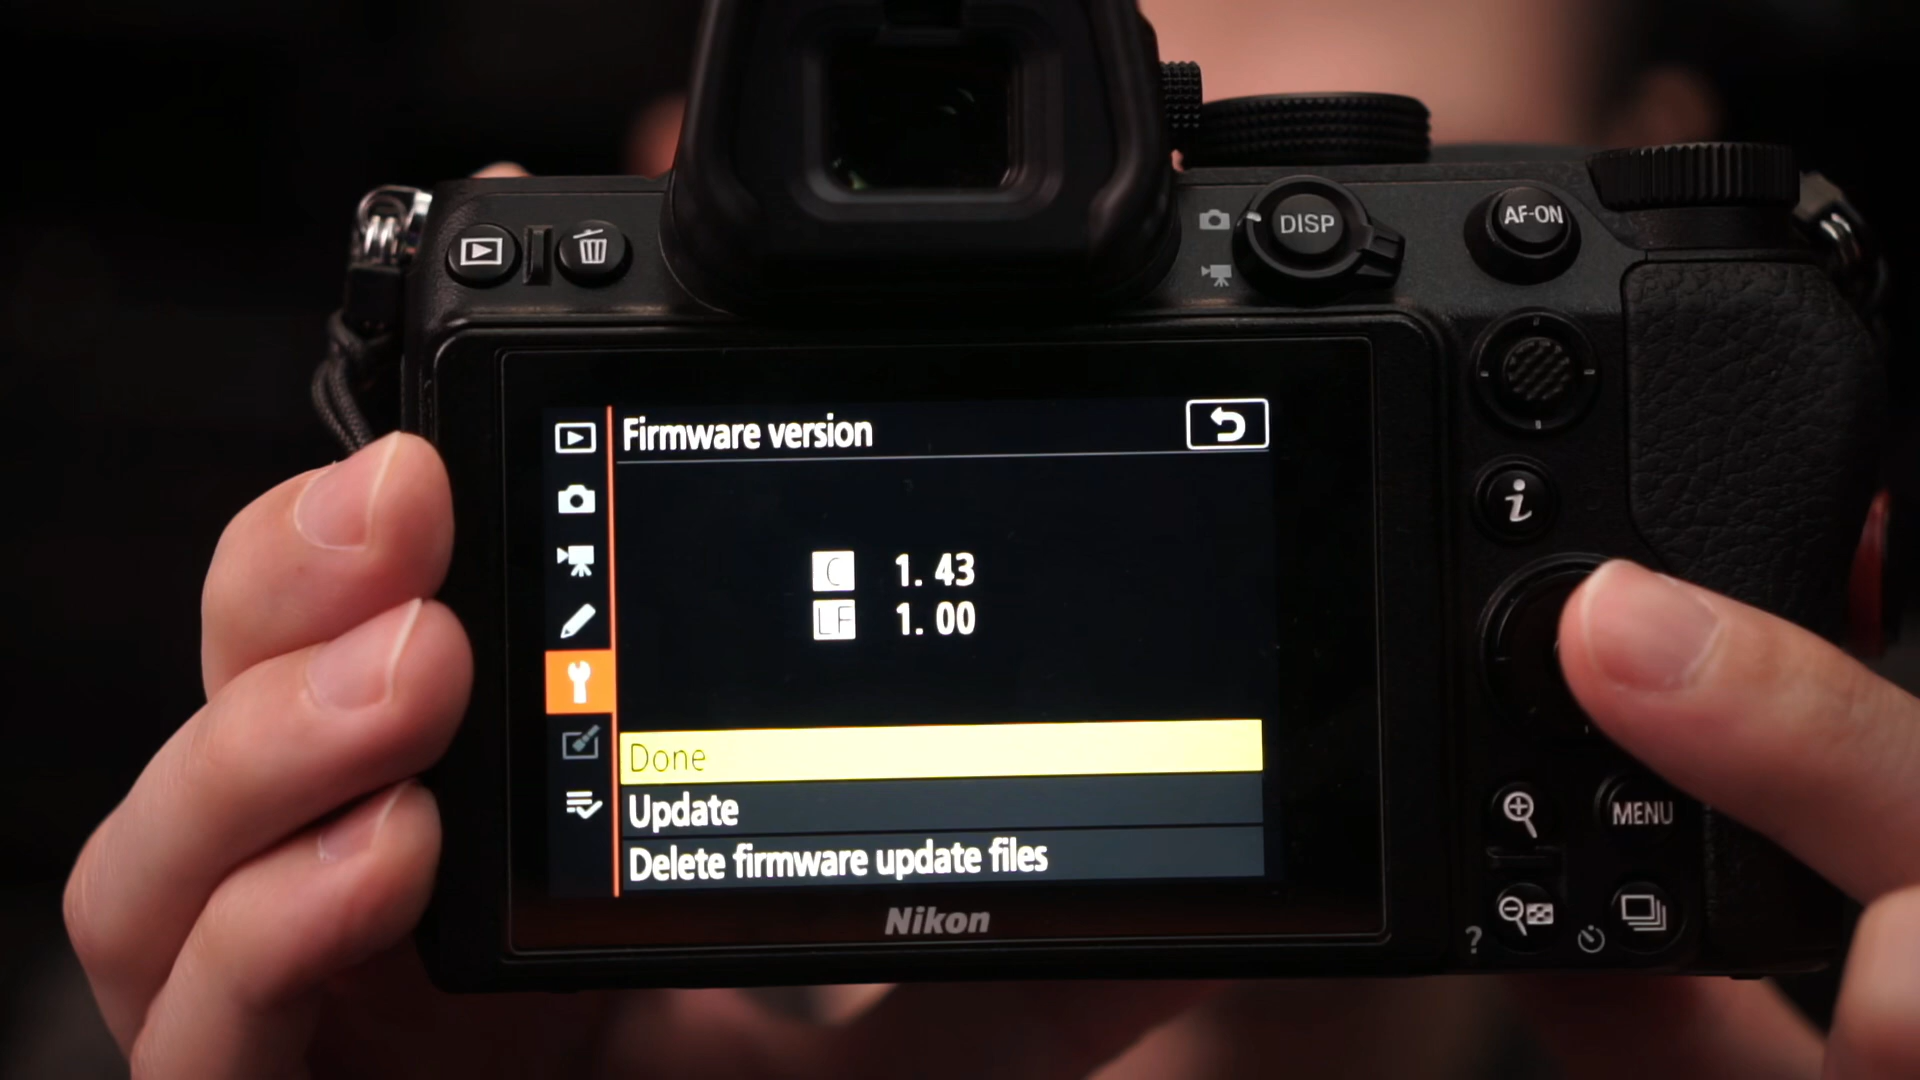 DISP
AF-ON
Firmware version
C 1. 43
LF 1. 00
i
Done
Update
Delete firmware update files
MENU
Nikon
?